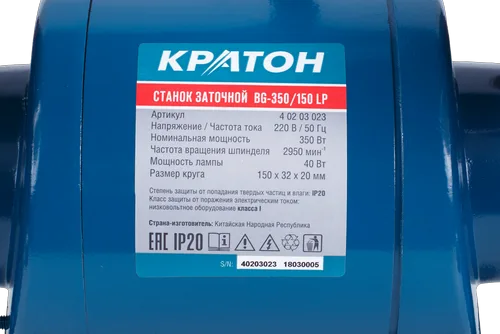 КРАТОН
СТАНОК ЗАТОЧНОЙ BG-350/150 LP
Артикул 4 02 03 023
Напряжение / Частота тока 220 В / 50 Гц
Номинальная мощность 350 Вт
Частота вращения шпинделя 2950 мин⁻¹
Мощность лампы 40 Вт
Размер круга 150 х 32 х 20 мм
Степень защиты от попадания твердых частиц и влаги: IP20
Класс защиты от поражения электрическим током:
низковольтное оборудование класса I
Страна-изготовитель: Китайская Народная Республика
ЕАС IP20
S/N: 40203023 18030005